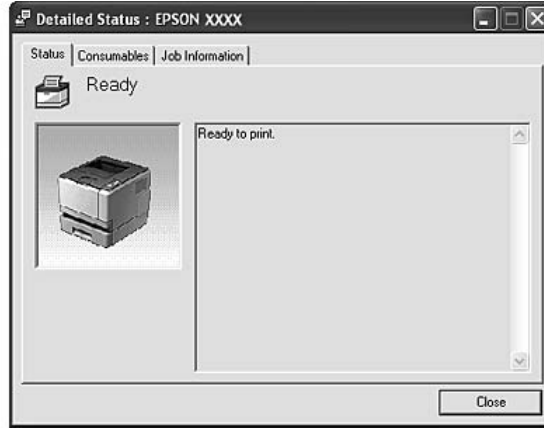 Detailed Status : EPSON XXXX
Status Consumables Job Information
Ready
Ready to print.
Close